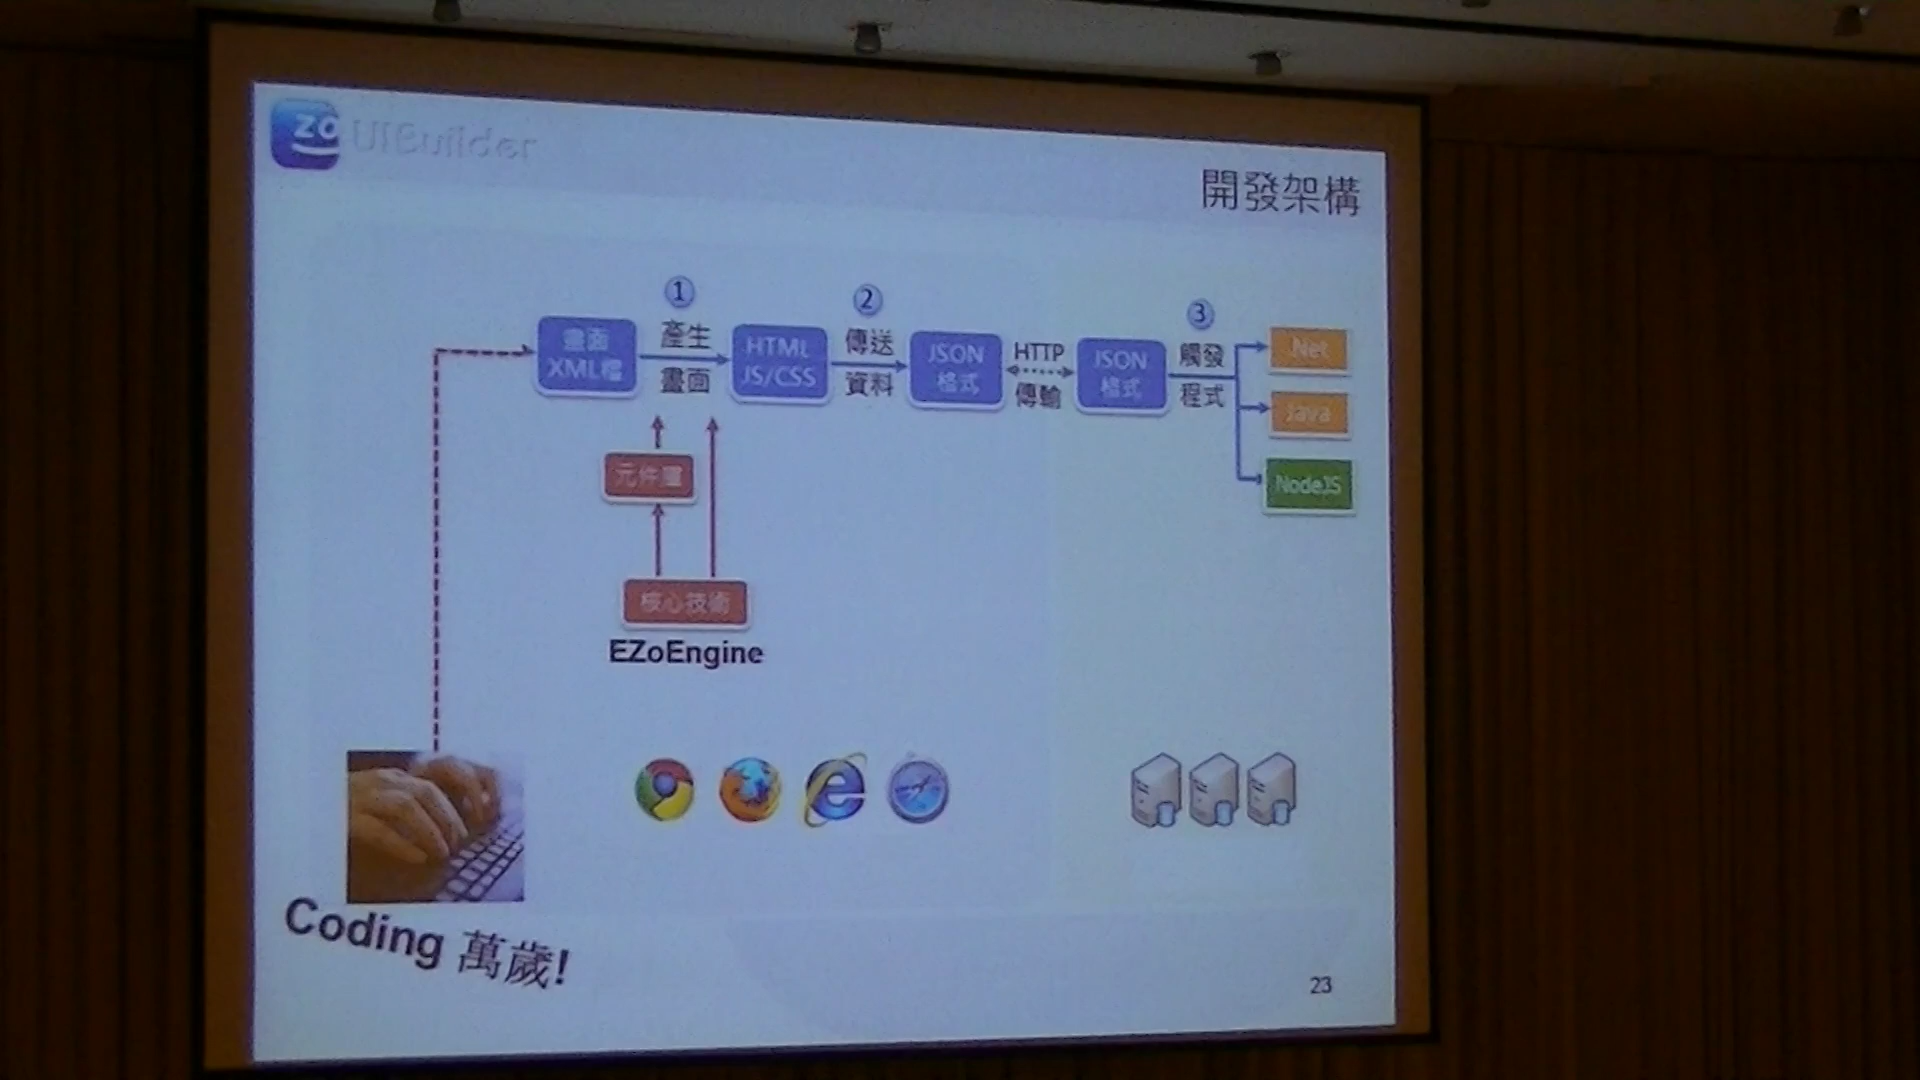 zo UIBuilder
開發架構
①
②
③
畫面
XML檔
產生
畫面
HTML
JS/CSS
傳送
資料
JSON
格式
HTTP
傳輸
JSON
格式
觸發
程式
.Net
Java
NodeJS
元件庫
核心技術
EZoEngine
Coding 萬歲!
23